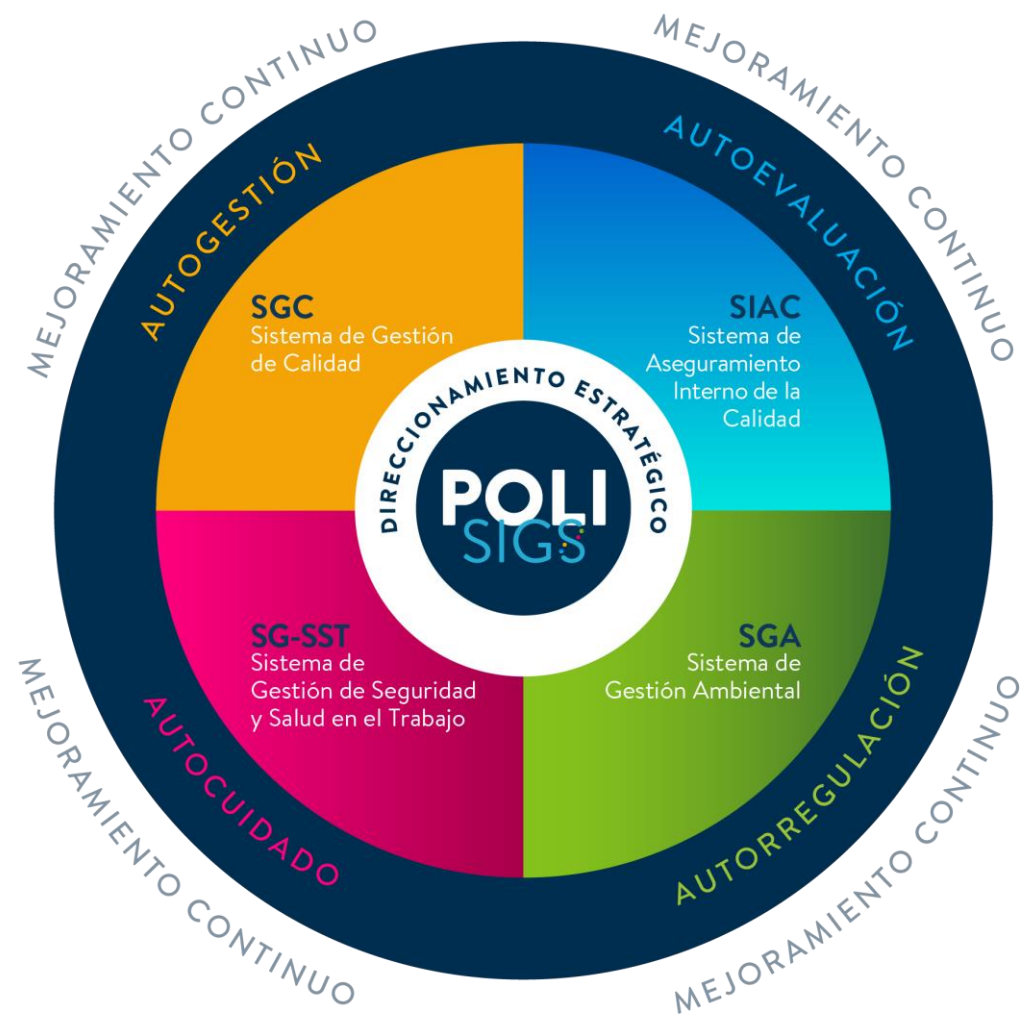 MEJORAMIENTO CONTINUO
MEJORAMIENTO CONTINUO
AUTOGESTIÓN
AUTOEVALUACIÓN
SGC
Sistema de Gestión
de Calidad
SIAC
Sistema de
Aseguramiento
Interno de la
Calidad
DIRECCIONAMIENTO ESTRATÉGICO
POLI
SIGS
SG-SST
Sistema de
Gestión de Seguridad
y Salud en el Trabajo
SGA
Sistema de
Gestión Ambiental
AUTOCUIDADO
AUTORREGULACIÓN
MEJORAMIENTO CONTINUO
MEJORAMIENTO CONTINUO